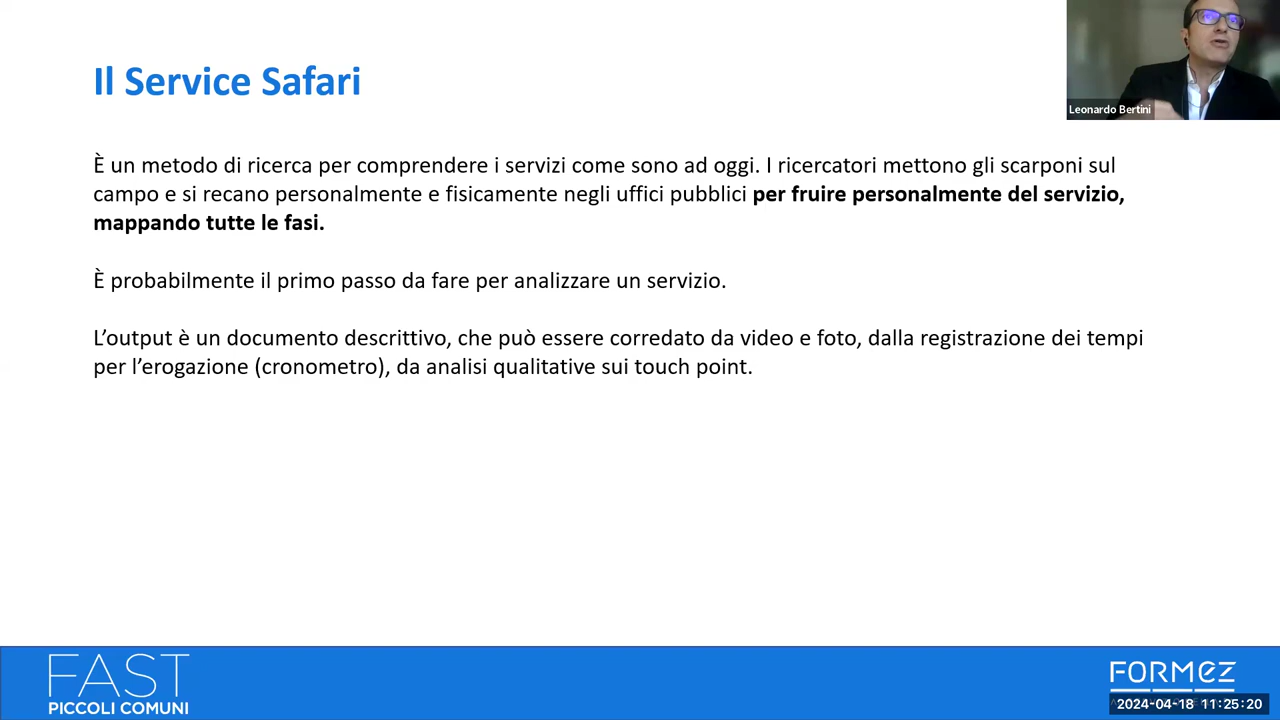 Il Service Safari
Leonardo Bertini
È un metodo di ricerca per comprendere i servizi come sono ad oggi. I ricercatori mettono gli scarponi sul
campo e si recano personalmente e fisicamente negli uffici pubblici per fruire personalmente del servizio,
mappando tutte le fasi.
È probabilmente il primo passo da fare per analizzare un servizio.
L’output è un documento descrittivo, che può essere corredato da video e foto, dalla registrazione dei tempi
per l’erogazione (cronometro), da analisi qualitative sui touch point.
FAST
PICCOLI COMUNI
FORMEZ
2024-04-18 11:25:20